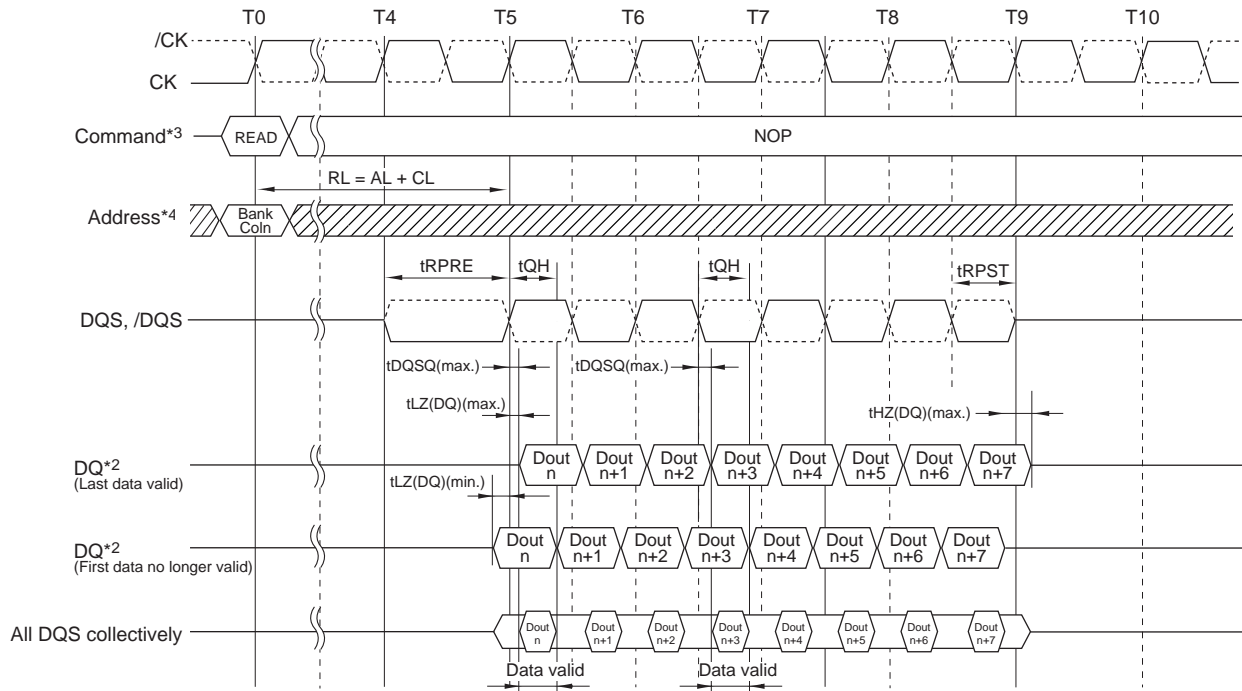 T0 T4 T5 T6 T7 T8 T9 T10
/CK
CK
Command*3 READ NOP
RL = AL + CL
Address*4 Bank
Coln
tRPRE tQH tQH tRPST
DQS, /DQS
tDQSQ(max.) tDQSQ(max.)
tLZ(DQ)(max.) tHZ(DQ)(max.)
DQ*2 Dout Dout Dout Dout Dout Dout Dout Dout
(Last data valid) n n+1 n+2 n+3 n+4 n+5 n+6 n+7
tLZ(DQ)(min.)
DQ*2 Dout Dout Dout Dout Dout Dout Dout Dout
(First data no longer valid) n n+1 n+2 n+3 n+4 n+5 n+6 n+7
All DQS collectively Dout Dout Dout Dout Dout Dout Dout Dout
n n+1 n+2 n+3 n+4 n+5 n+6 n+7
Data valid Data valid